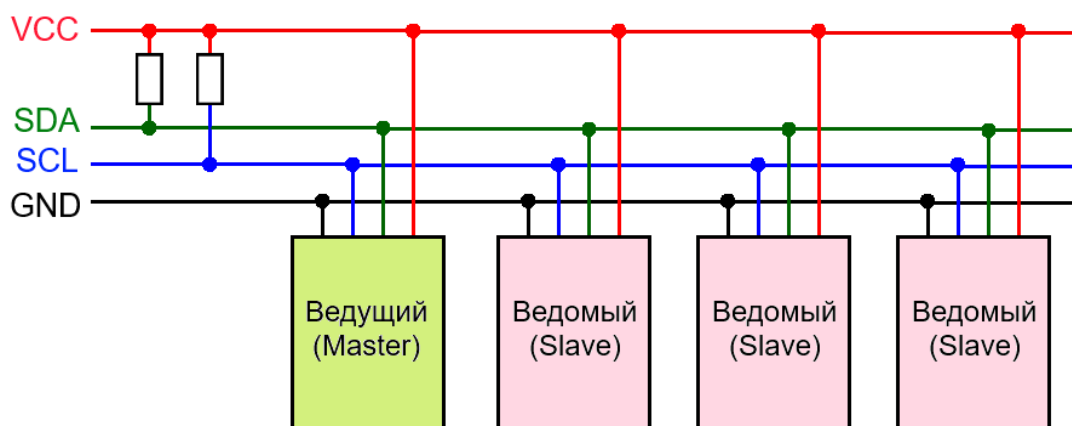 VCC
SDA
SCL
GND
Ведущий
(Master)
Ведомый
(Slave)
Ведомый
(Slave)
Ведомый
(Slave)